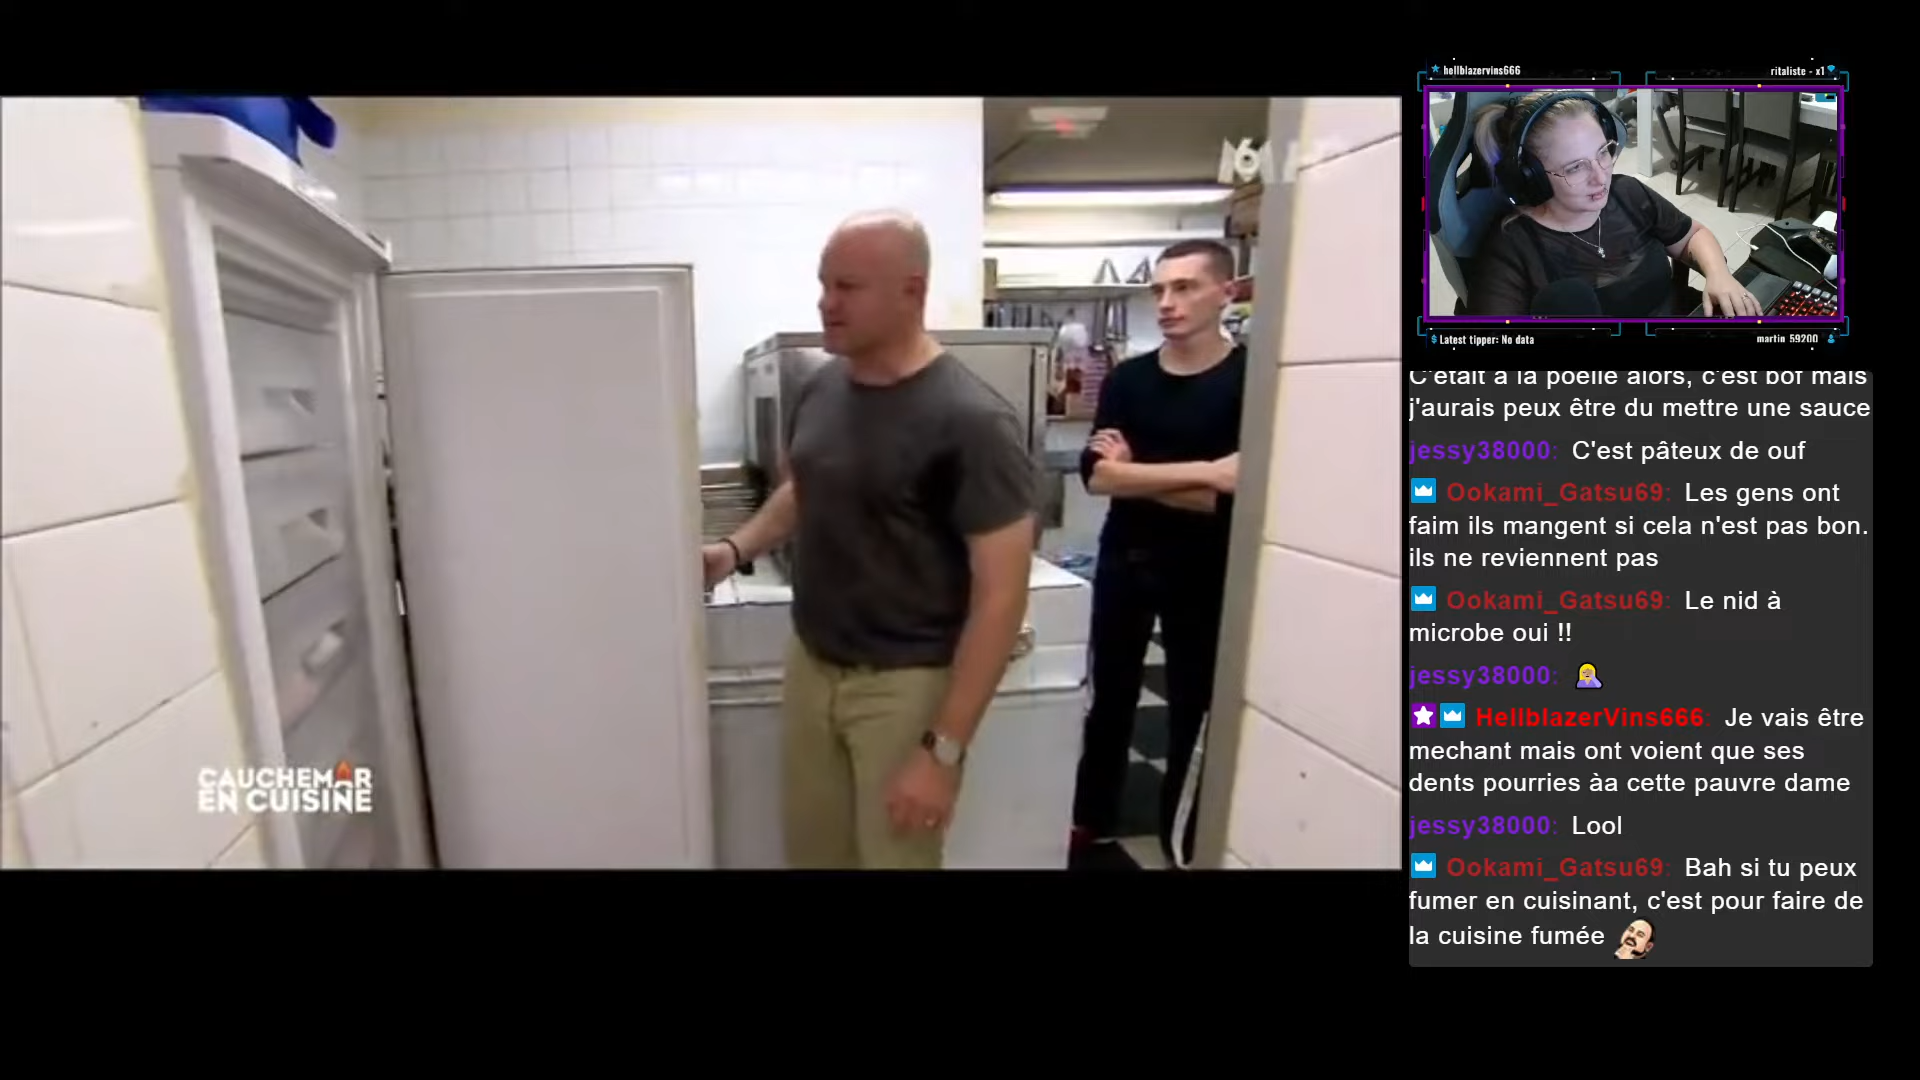 M6
CAUCHEMAR
EN CUISINE
hellblazervins666
ritaliste - x1
$ Latest tipper: No data
martin_59200
C'était à la poelle alors, c'est bof mais
j'aurais peux être du mettre une sauce
jessy38000: C'est pâteux de ouf
Ookami_Gatsu69: Les gens ont
faim ils mangent si cela n'est pas bon.
ils ne reviennent pas
Ookami_Gatsu69: Le nid à
microbe oui !!
jessy38000:
HellblazerVins666: Je vais être
mechant mais ont voient que ses
dents pourries àa cette pauvre dame
jessy38000: Lool
Ookami_Gatsu69: Bah si tu peux
fumer en cuisinant, c'est pour faire de
la cuisine fumée